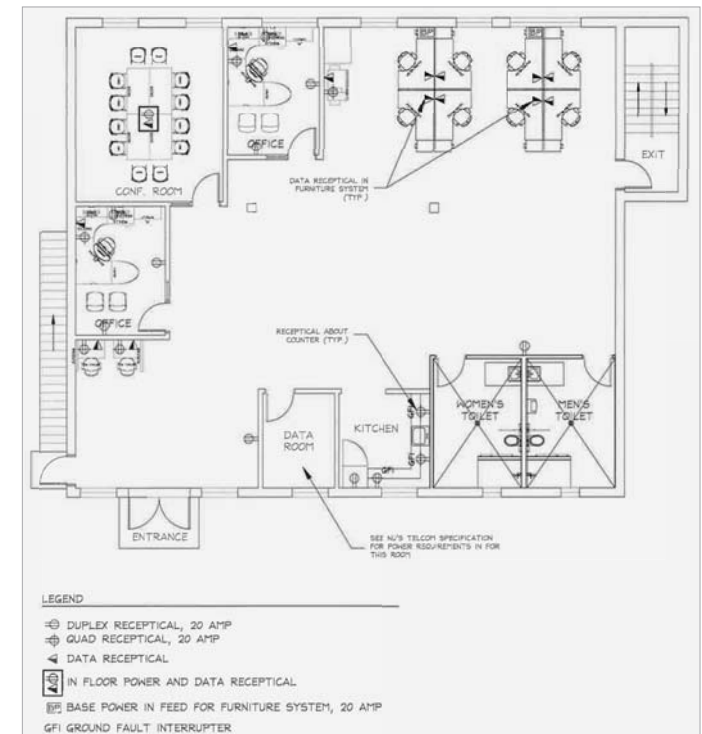 OFFICE
CONF. ROOM
EXIT
DATA RECEPTICAL IN
FURNITURE SYSTEM
(TYP.)
OFFICE
RECEPTICAL ABOUT
COUNTER (TYP.)
WOMEN'S
TOILET
MEN'S
TOILET
DATA
ROOM
KITCHEN
GFI
GFI
ENTRANCE
SEE NU'S TELCOM SPECIFICATION
FOR POWER REQUIREMENTS IN FOR
THIS ROOM
LEGEND
DUPLEX RECEPTICAL, 20 AMP
QUAD RECEPTICAL, 20 AMP
DATA RECEPTICAL
IN FLOOR POWER AND DATA RECEPTICAL
BP BASE POWER IN FEED FOR FURNITURE SYSTEM, 20 AMP
GFI GROUND FAULT INTERRUPTER